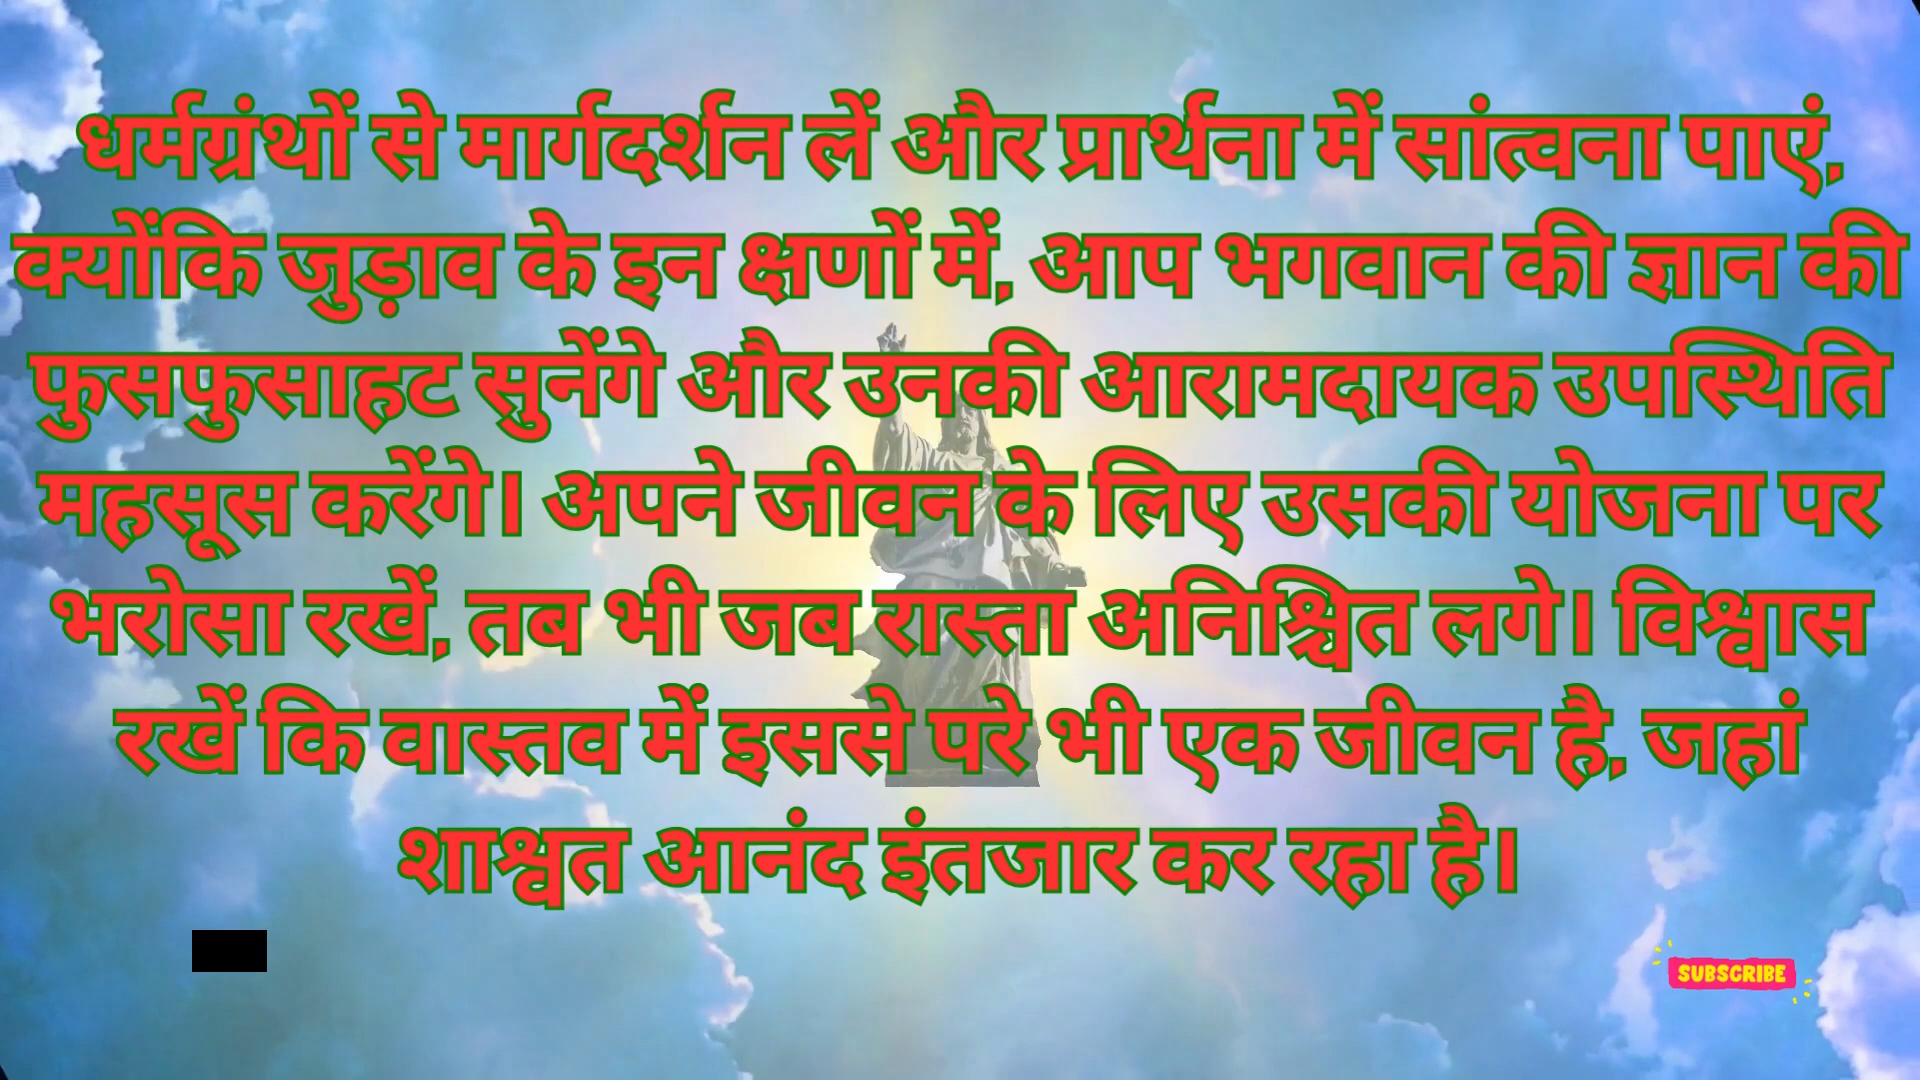 धर्मग्रंथों से मार्गदर्शन लें और प्रार्थना में सांत्वना पाएं,
क्योंकि जुड़ाव के इन क्षणों में, आप भगवान की ज्ञान की
फुसफुसाहट सुनेंगे और उनकी आरामदायक उपस्थिति
महसूस करेंगे। अपने जीवन के लिए उसकी योजना पर
भरोसा रखें, तब भी जब रास्ता अनिश्चित लगे। विश्वास
रखें कि वास्तव में इससे परे भी एक जीवन है, जहां
शाश्वत आनंद इंतजार कर रहा है।
SUBSCRIBE